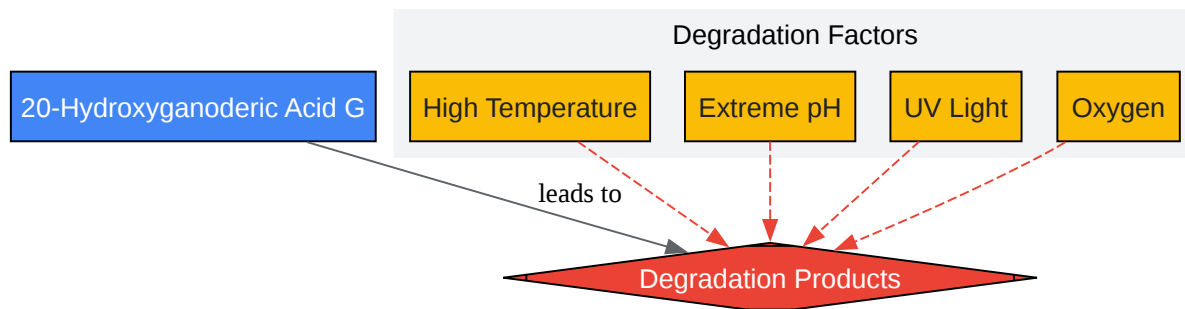 Degradation Factors
20-Hydroxyganoderic Acid G
High Temperature
Extreme pH
UV Light
Oxygen
leads to
Degradation Products